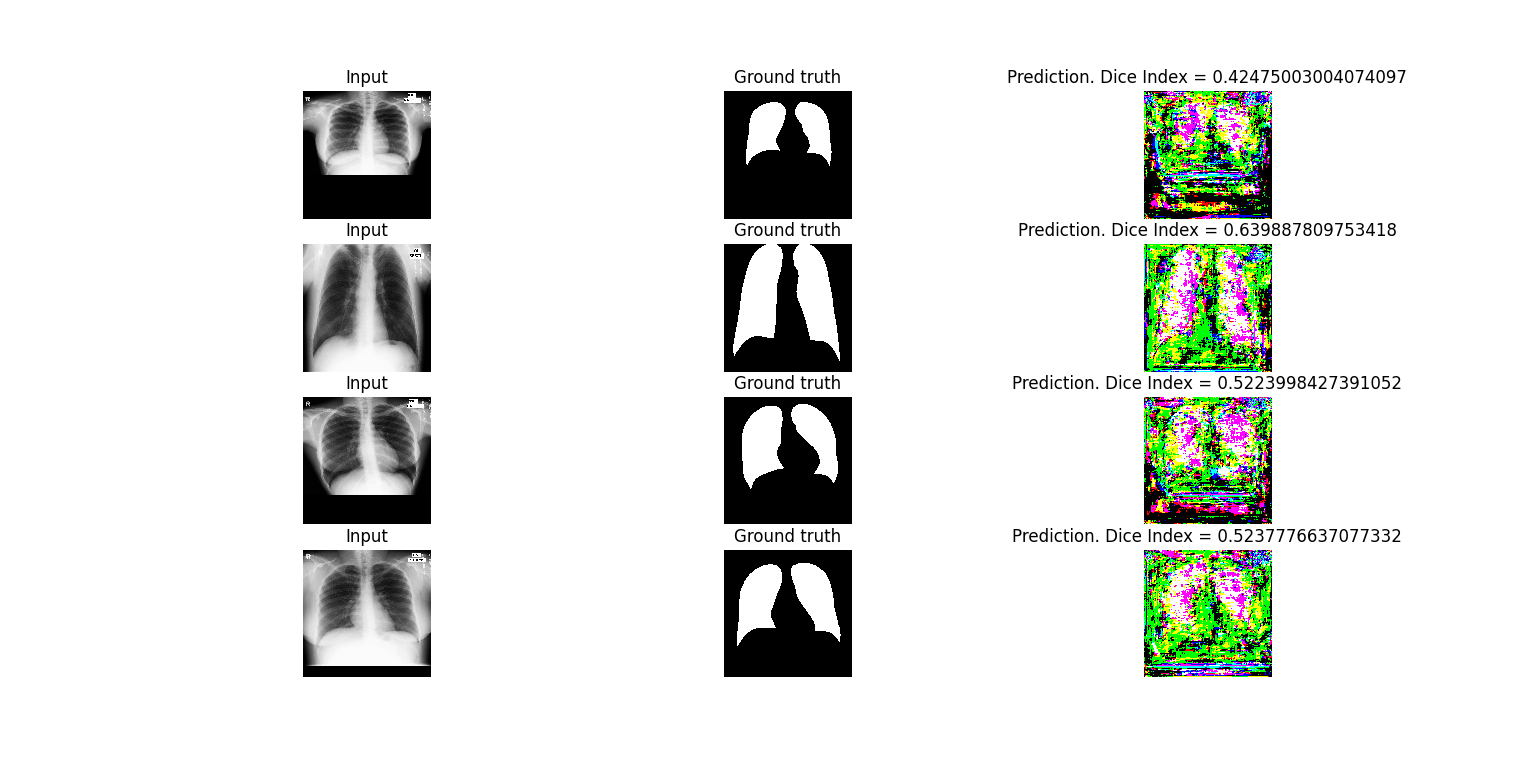 Input
Ground truth
Prediction. Dice Index = 0.42475003004074097
Input
Ground truth
Prediction. Dice Index = 0.639887809753418
Input
Ground truth
Prediction. Dice Index = 0.5223998427391052
Input
Ground truth
Prediction. Dice Index = 0.5237776637077332